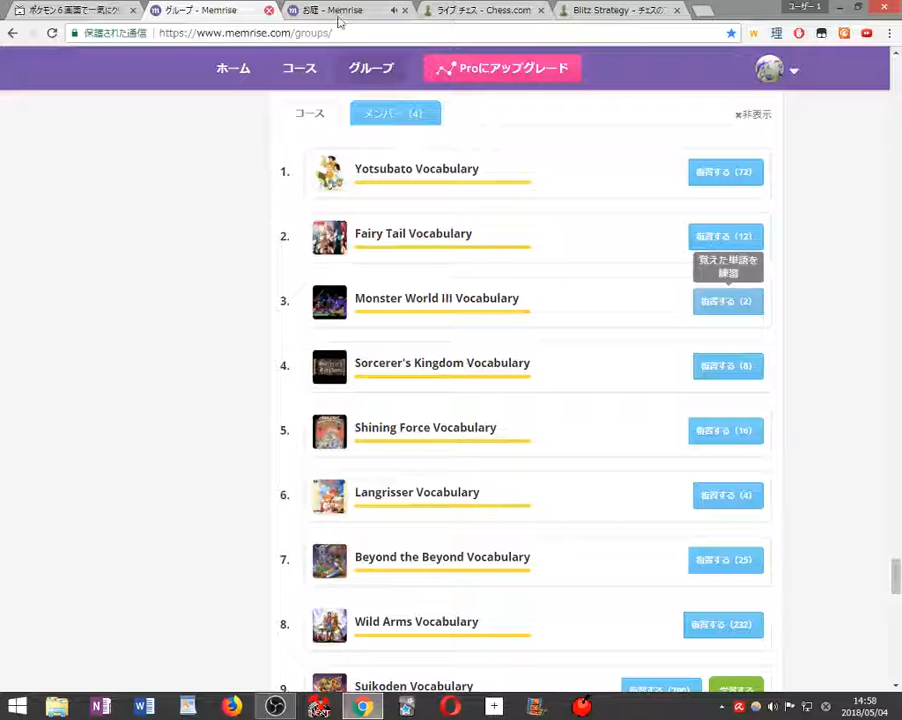 ポケモン6画面で一気にク!
グループ - Memrise
お庭 - Memrise
ライブ チェス - Chess.com
Blitz Strategy - チェスのブ
ユーザー 1
保護された通信
https://www.memrise.com/groups/
ホーム
コース
グループ
Proにアップグレード
コース
メンバー (4)
✖非表示
1.
Yotsubato Vocabulary
復習する (72)
2.
Fairy Tail Vocabulary
復習する (12)
覚えた単語を
練習
3.
Monster World III Vocabulary
復習する (2)
4.
Sorcerer's Kingdom Vocabulary
復習する (8)
5.
Shining Force Vocabulary
復習する (16)
6.
Langrisser Vocabulary
復習する (4)
7.
Beyond the Beyond Vocabulary
復習する (25)
8.
Wild Arms Vocabulary
復習する (232)
9.
Suikoden Vocabulary
学習する
14:58
2018/05/04